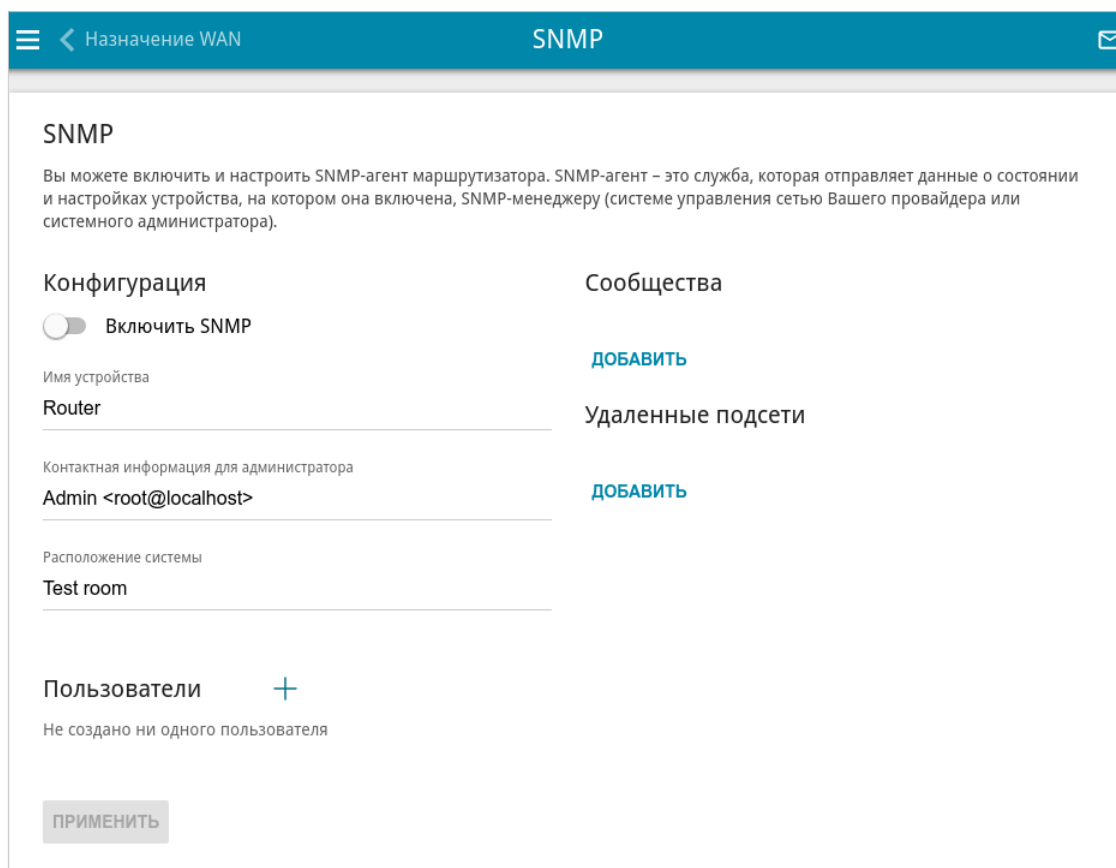 Назначение WAN
SNMP
SNMP
Вы можете включить и настроить SNMP-агент маршрутизатора. SNMP-агент – это служба, которая отправляет данные о состоянии
и настройках устройства, на котором она включена, SNMP-менеджеру (системе управления сетью Вашего провайдера или
системного администратора).
Конфигурация
Включить SNMP
Имя устройства
Router
Контактная информация для администратора
Admin <root@localhost>
Расположение системы
Test room
Сообщества
ДОБАВИТЬ
Удаленные подсети
ДОБАВИТЬ
Пользователи
Не создано ни одного пользователя
ПРИМЕНИТЬ